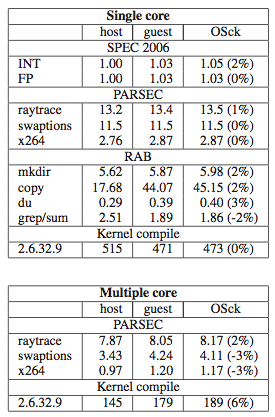 Single core
host guest OSck
SPEC 2006
INT 1.00 1.03 1.05 (2%)
FP 1.00 1.03 1.03 (0%)
PARSEC
raytrace 13.2 13.4 13.5 (1%)
swaptions 11.5 11.5 11.5 (0%)
x264 2.76 2.87 2.87 (0%)
RAB
mkdir 5.62 5.87 5.98 (2%)
copy 17.68 44.07 45.15 (2%)
du 0.29 0.39 0.40 (3%)
grep/sum 2.51 1.89 1.86 (-2%)
Kernel compile
2.6.32.9 515 471 473 (0%)
Multiple core
host guest OSck
PARSEC
raytrace 7.87 8.05 8.17 (2%)
swaptions 3.43 4.24 4.11 (-3%)
x264 0.97 1.20 1.17 (-3%)
Kernel compile
2.6.32.9 145 179 189 (6%)